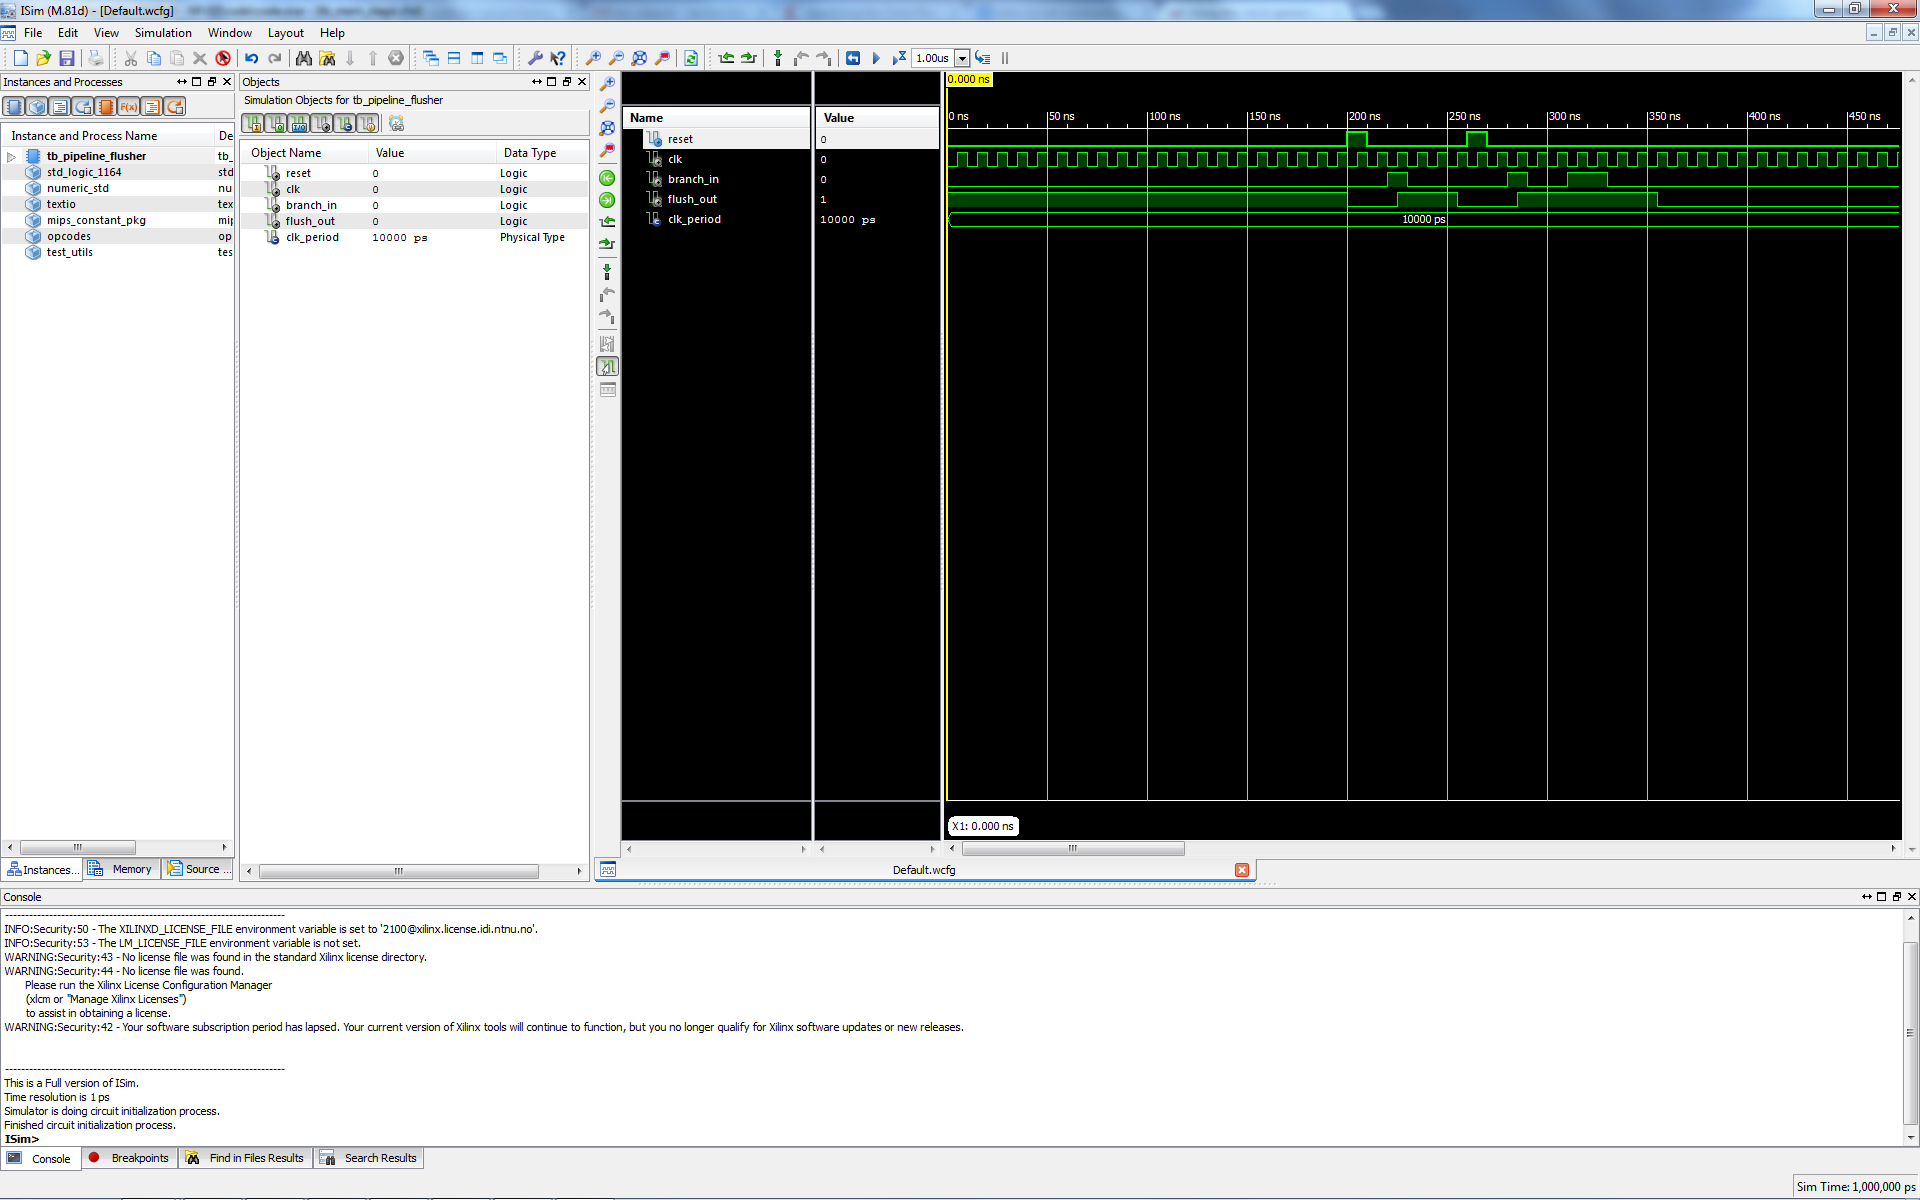 ISim (M.81d) - [Default.wcfg]
File Edit View Simulation Window Layout Help
1.00us
Instances and Processes
Instance and Process Name De
tb_pipeline_flusher tb_
std_logic_1164 std
numeric_std nu
textio tex
mips_constant_pkg mip
opcodes op
test_utils tes
Instances... Memory Source ...
Objects
Simulation Objects for tb_pipeline_flusher
Object Name Value Data Type
reset 0 Logic
clk 0 Logic
branch_in 0 Logic
flush_out 0 Logic
clk_period 10000 ps Physical Type
Name Value
reset 0
clk 0
branch_in 0
flush_out 1
clk_period 10000 ps
0.000 ns
0 ns 50 ns 100 ns 150 ns 200 ns 250 ns 300 ns 350 ns 400 ns 450 ns
10000 ps
X1: 0.000 ns
Default.wcfg
Console
INFO:Security:50 - The XILINXD_LICENSE_FILE environment variable is set to '2100@xilinx.license.idi.ntnu.no'.
INFO:Security:53 - The LM_LICENSE_FILE environment variable is not set.
WARNING:Security:43 - No license file was found in the standard Xilinx license directory.
WARNING:Security:44 - No license file was found.
Please run the Xilinx License Configuration Manager
(xlcm or "Manage Xilinx Licenses")
to assist in obtaining a license.
WARNING:Security:42 - Your software subscription period has lapsed. Your current version of Xilinx tools will continue to function, but you no longer qualify for Xilinx software updates or new releases.
This is a Full version of ISim.
Time resolution is 1 ps
Simulator is doing circuit initialization process.
Finished circuit initialization process.
ISim>
Console Breakpoints Find in Files Results Search Results
Sim Time: 1,000,000 ps